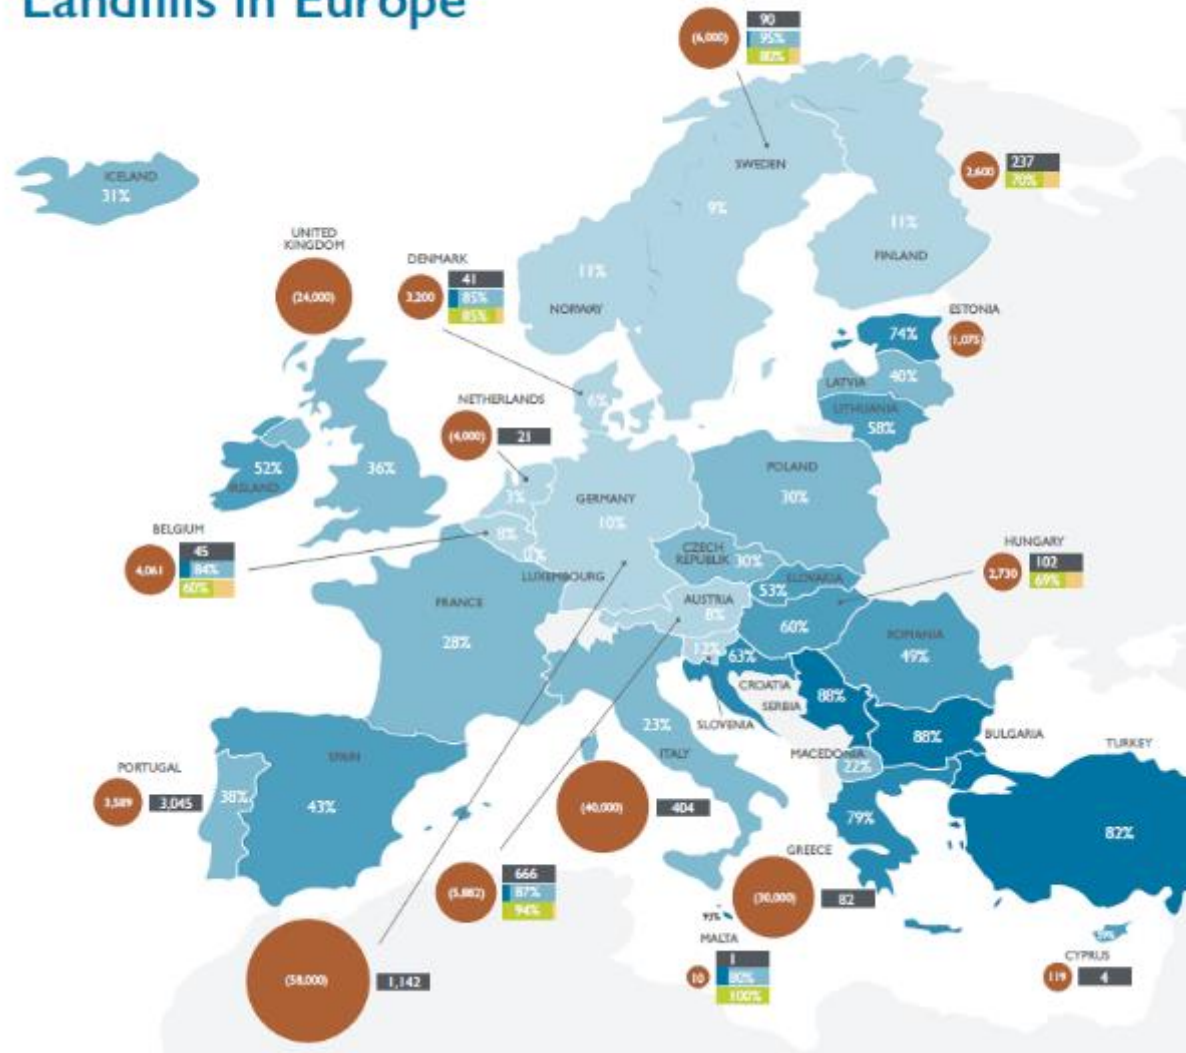 Landfills in Europe
(6,000)
90
95%
80%
SWEDEN
9%
2,600
237
70%
11%
FINLAND
ICELAND
31%
UNITED
KINGDOM
(24,000)
DENMARK
3,200
41
85%
85%
11%
NORWAY
6%
ESTONIA
74%
(1,075)
40%
LATVIA
LITHUANIA
58%
NETHERLANDS
(4,000)
21
3%
52%
IRELAND
36%
POLAND
30%
GERMANY
10%
BELGIUM
4,061
45
84%
60%
8%
0%
LUXEMBOURG
CZECH
REPUBLIK
30%
SLOVAKIA
53%
HUNGARY
2,730
102
69%
60%
AUSTRIA
8%
FRANCE
28%
12%
63%
CROATIA
SERBIA
88%
SLOVENIA
ROMANIA
49%
88%
BULGARIA
MACEDONIA
22%
TURKEY
82%
23%
ITALY
PORTUGAL
3,045
38%
SPAIN
43%
(40,000)
404
79%
GREECE
(30,000)
82
(5,882)
666
87%
94%
93%
MALTA
10
1
80%
100%
CYPRUS
119
4
(58,000)
1,142